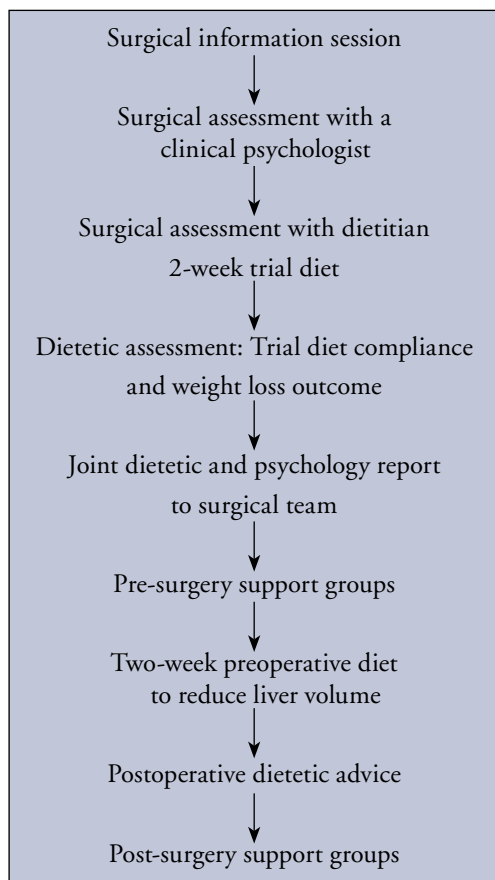 Surgical information session
Surgical assessment with a
clinical psychologist
Surgical assessment with dietitian
2-week trial diet
Dietetic assessment: Trial diet compliance
and weight loss outcome
Joint dietetic and psychology report
to surgical team
Pre-surgery support groups
Two-week preoperative diet
to reduce liver volume
Postoperative dietetic advice
Post-surgery support groups